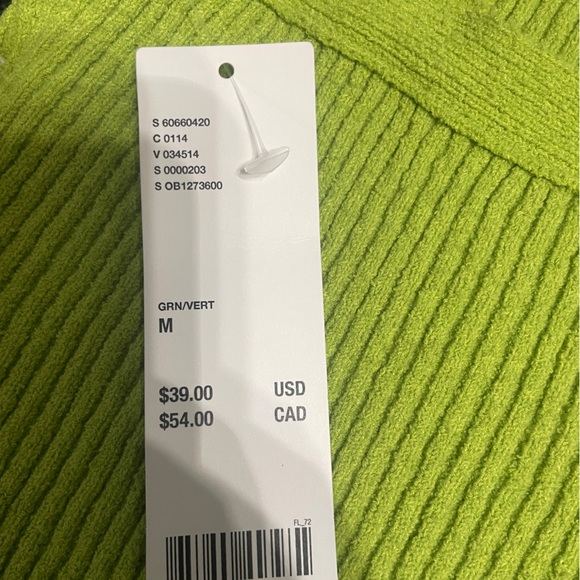 S 60660420
C 0114
V 034514
S 0000203
S OB1273600
GRN/VERT
M
$39.00 USD
$54.00 CAD
FL_72